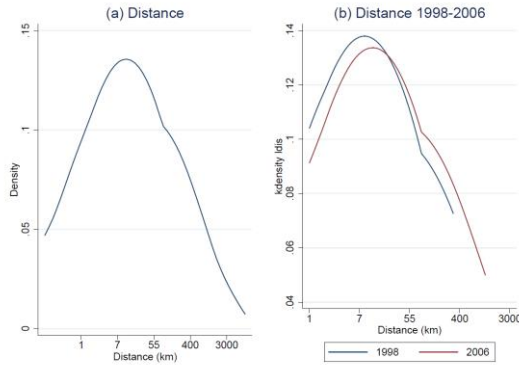 (a) Distance
.15
.1
.05
0
Density
1 7 55 400 3000
Distance (km)
(b) Distance 1998-2006
.14
.12
.1
.08
.06
.04
kdensity ldis
1 7 55 400 3000
Distance (km)
1998 2006